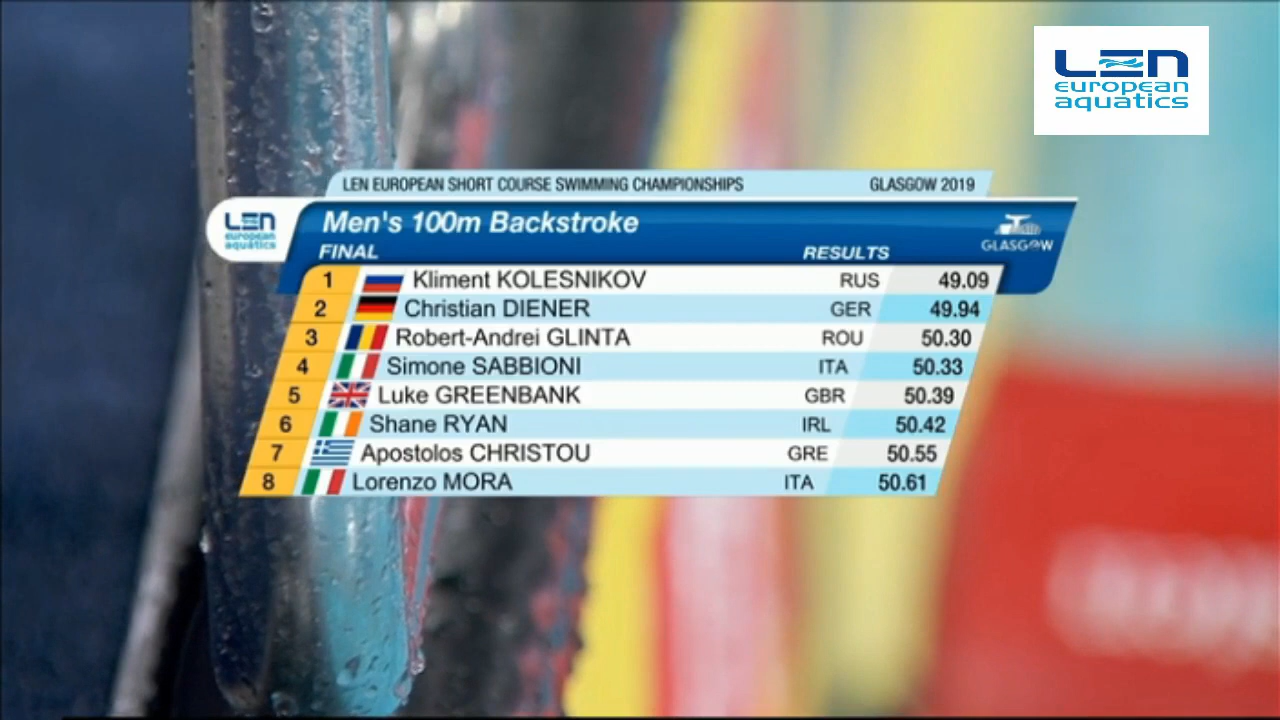 LEN
european
aquatics
LEN EUROPEAN SHORT COURSE SWIMMING CHAMPIONSHIPS GLASGOW 2019
LEN
european
aquatics
Men's 100m Backstroke
GLASGOW
FINAL RESULTS
1 Kliment KOLESNIKOV RUS 49.09
2 Christian DIENER GER 49.94
3 Robert-Andrei GLINTA ROU 50.30
4 Simone SABBIONI ITA 50.33
5 Luke GREENBANK GBR 50.39
6 Shane RYAN IRL 50.42
7 Apostolos CHRISTOU GRE 50.55
8 Lorenzo MORA ITA 50.61